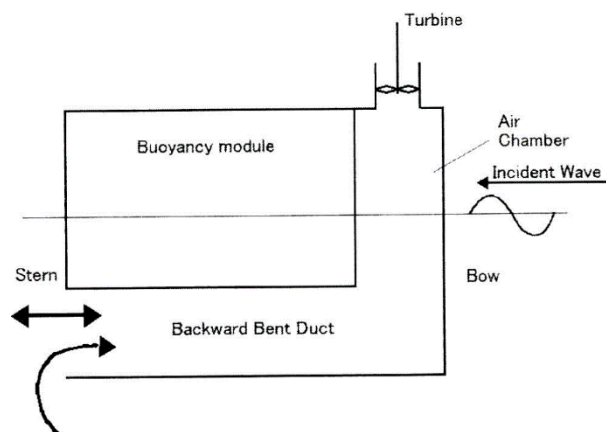 Turbine
Buoyancy module
Air
Chamber
Incident Wave
Stern
Bow
Backward Bent Duct